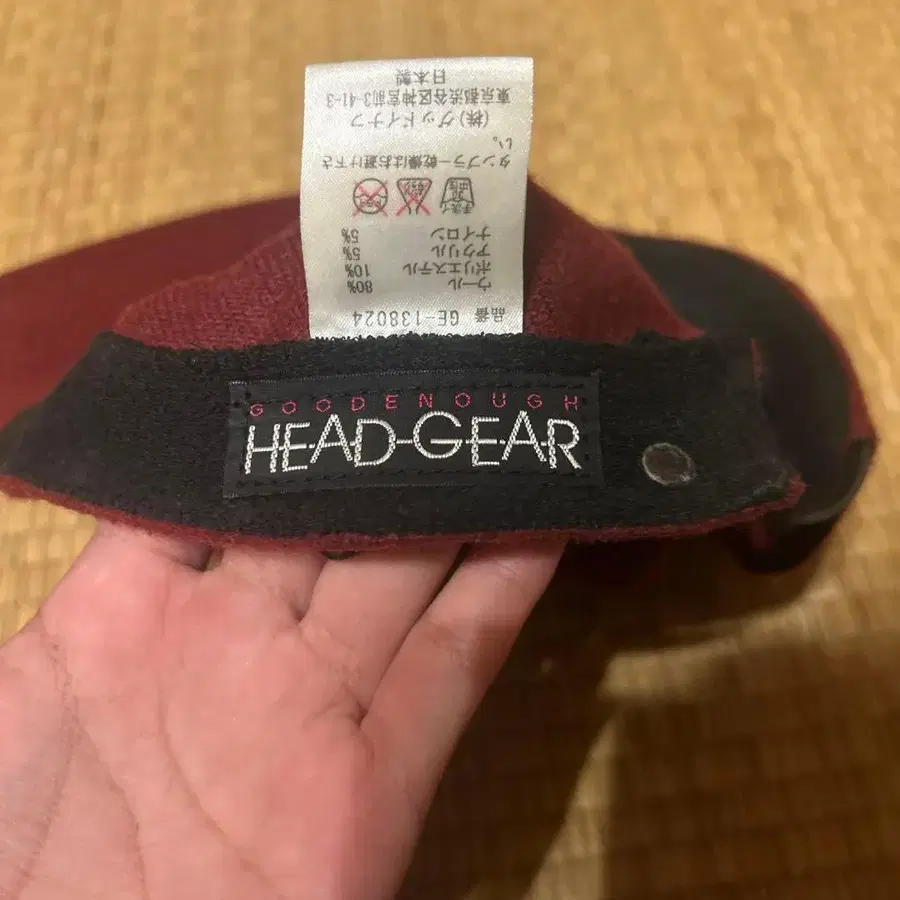 品番 GE-138024
ウール 80%
ポリエステル 10%
アクリル 5%
ナイロン 5%
手洗イ
タンブラー乾燥はお避け下さ
い。
(株)グッドイナフ
東京都渋谷区神宮前3-41-3
日本製
GOODENOUGH
HEAD-GEAR